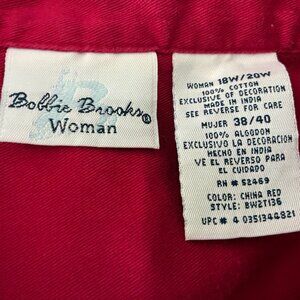 Bobbie Brooks®
Woman
WOMAN 18W/20W
100% COTTON
EXCLUSIVE OF DECORATION
MADE IN INDIA
SEE REVERSE FOR CARE
MUJER 38/40
100% ALGODON
EXCLUSIVO DE DECORACION
HECHO EN INDIA
VE EL REVERSO PARA
EL CUIDADO
RN # 52469
COLOR: CHINA RED
STYLE: BW2T136
UPC # 4 0351344821